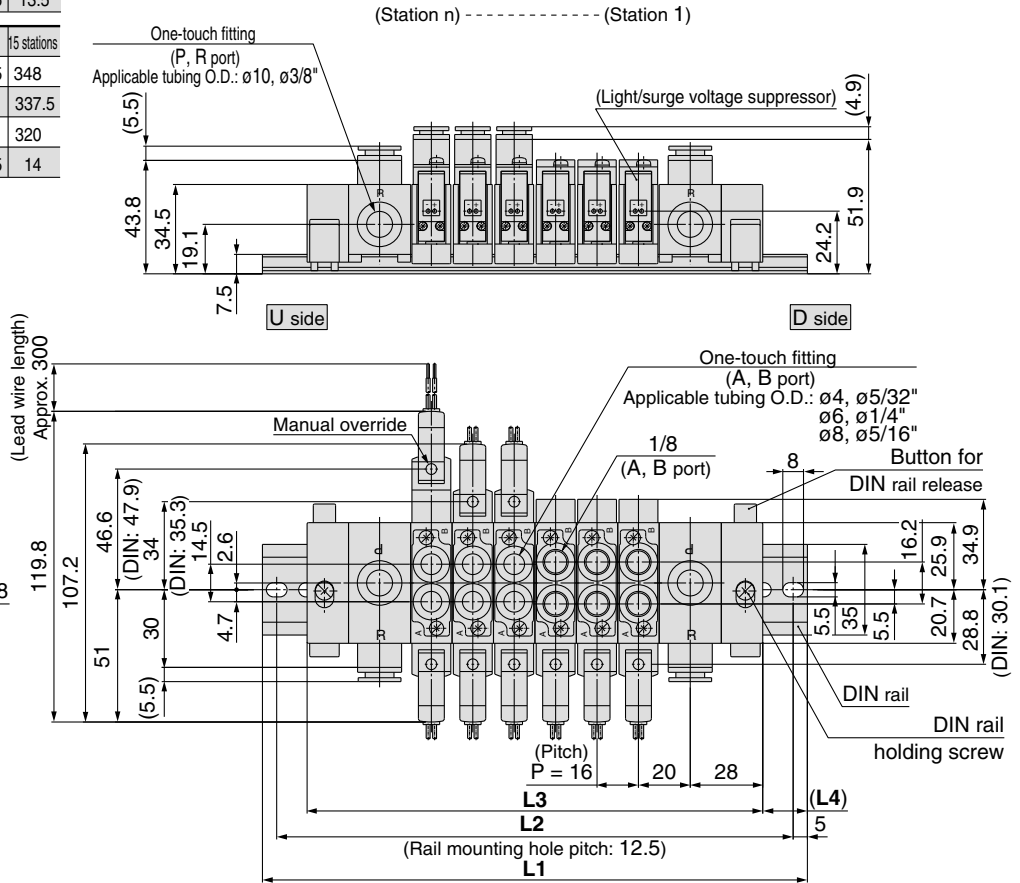 13.5
(Station n) - - - - - - - - - - - - (Station 1)
15 stations
348
337.5
320
14
One-touch fitting
(P, R port)
Applicable tubing O.D.: ø10, ø3/8"
(Light/surge voltage suppressor)
(5.5)
43.8
34.5
19.1
7.5
R
R
(4.9)
51.9
24.2
U side
D side
(Lead wire length)
Approx. 300
Manual override
One-touch fitting
(A, B port)
Applicable tubing O.D.: ø4, ø5/32"
ø6, ø1/4"
ø8, ø5/16"
1/8
(A, B port)
8
Button for
DIN rail release
119.8
107.2
46.6
(DIN: 47.9)
34
(DIN: 35.3)
14.5
2.6
4.7
30
(5.5)
51
B
B
B
B
B
B
P
P
A
A
A
A
A
A
R
R
16.2
25.9
34.9
5.5
35
5.5
20.7
28.8
(DIN: 30.1)
DIN rail
DIN rail
holding screw
(Pitch)
P = 16
20
28
L3
(L4)
L2
5
(Rail mounting hole pitch: 12.5)
L1